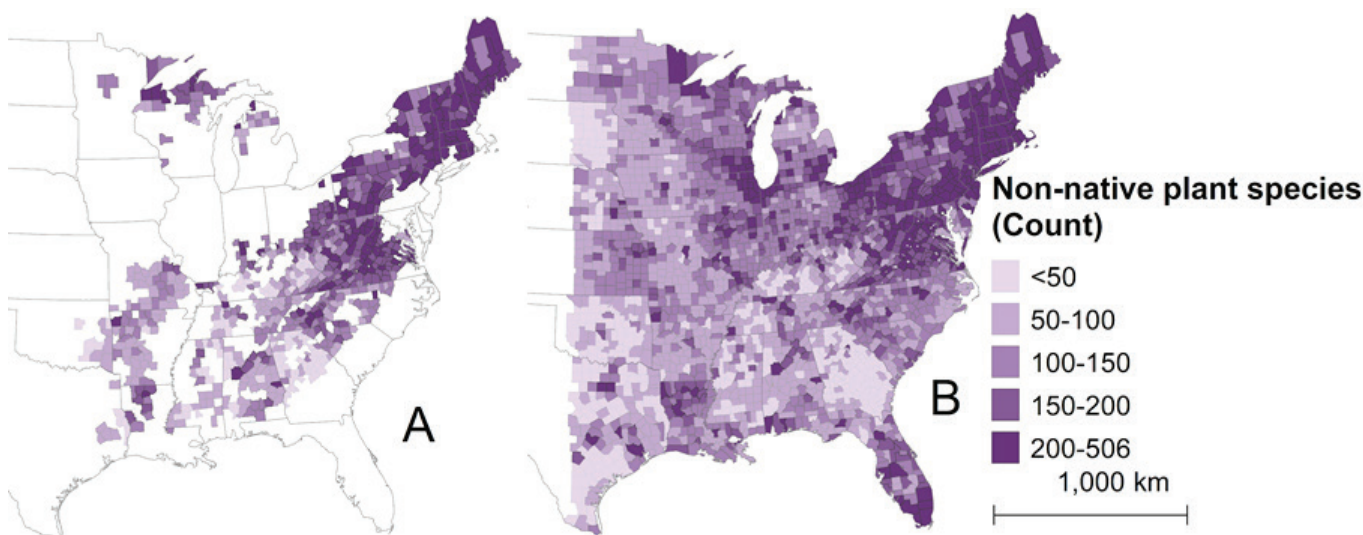 A
B
Non-native plant species
(Count)
<50
50-100
100-150
150-200
200-506
1,000 km